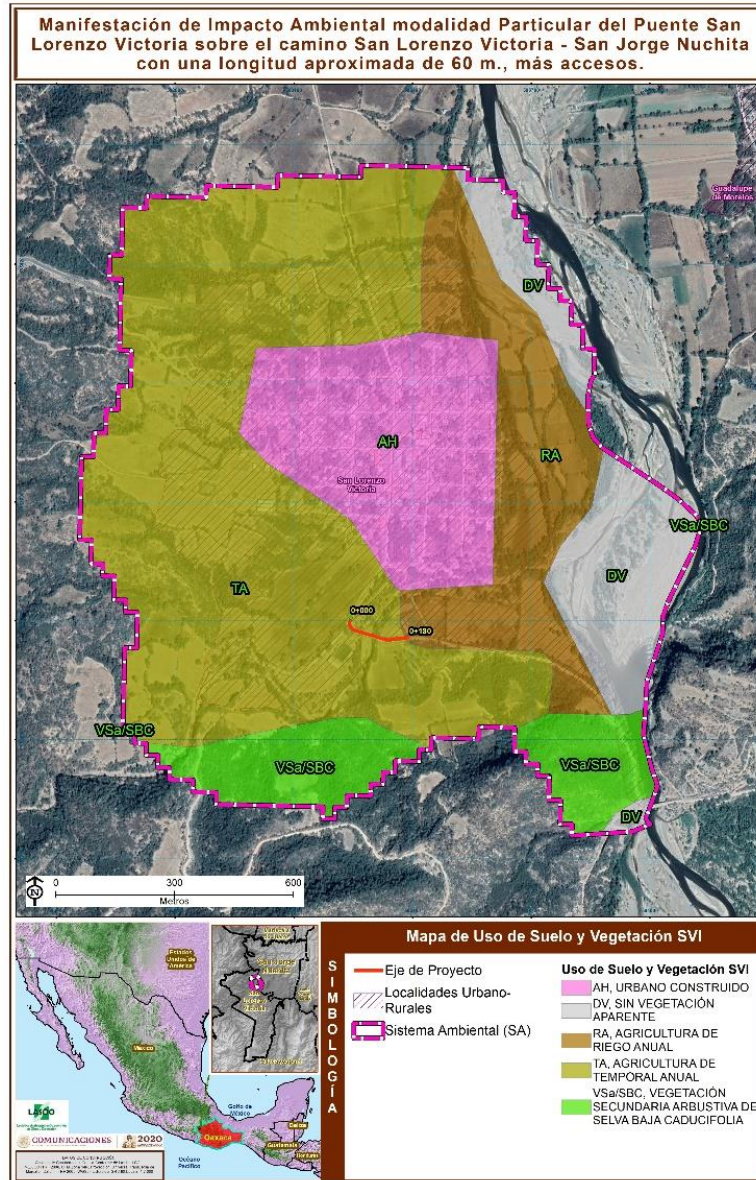 Manifestación de Impacto Ambiental modalidad Particular del Puente San
Lorenzo Victoria sobre el camino San Lorenzo Victoria - San Jorge Nuchita
con una longitud aproximada de 60 m., más accesos.
Guadalupe
de Morelos
DV
AH
RA
San Lorenzo
Victoria
VSa/SBC
DV
TA
0+000
0+180
VSa/SBC
VSa/SBC
VSa/SBC
DV
N
0 300 600
Metros
Mapa de Uso de Suelo y Vegetación SVI
SIMBOLOGÍA
Eje de Proyecto
Localidades Urbano-
Rurales
Sistema Ambiental (SA)
Uso de Suelo y Vegetación SVI
AH, URBANO CONSTRUIDO
DV, SIN VEGETACIÓN
APARENTE
RA, AGRICULTURA DE
RIEGO ANUAL
TA, AGRICULTURA DE
TEMPORAL ANUAL
VSa/SBC, VEGETACIÓN
SECUNDARIA ARBUSTIVA DE
SELVA BAJA CADUCIFOLIA
Estados
Unidos de
América
México
Golfo de
México
Belize
Oaxaca
Guatemala
Honduras
Océano
Pacífico
COMUNICACIONES
2020